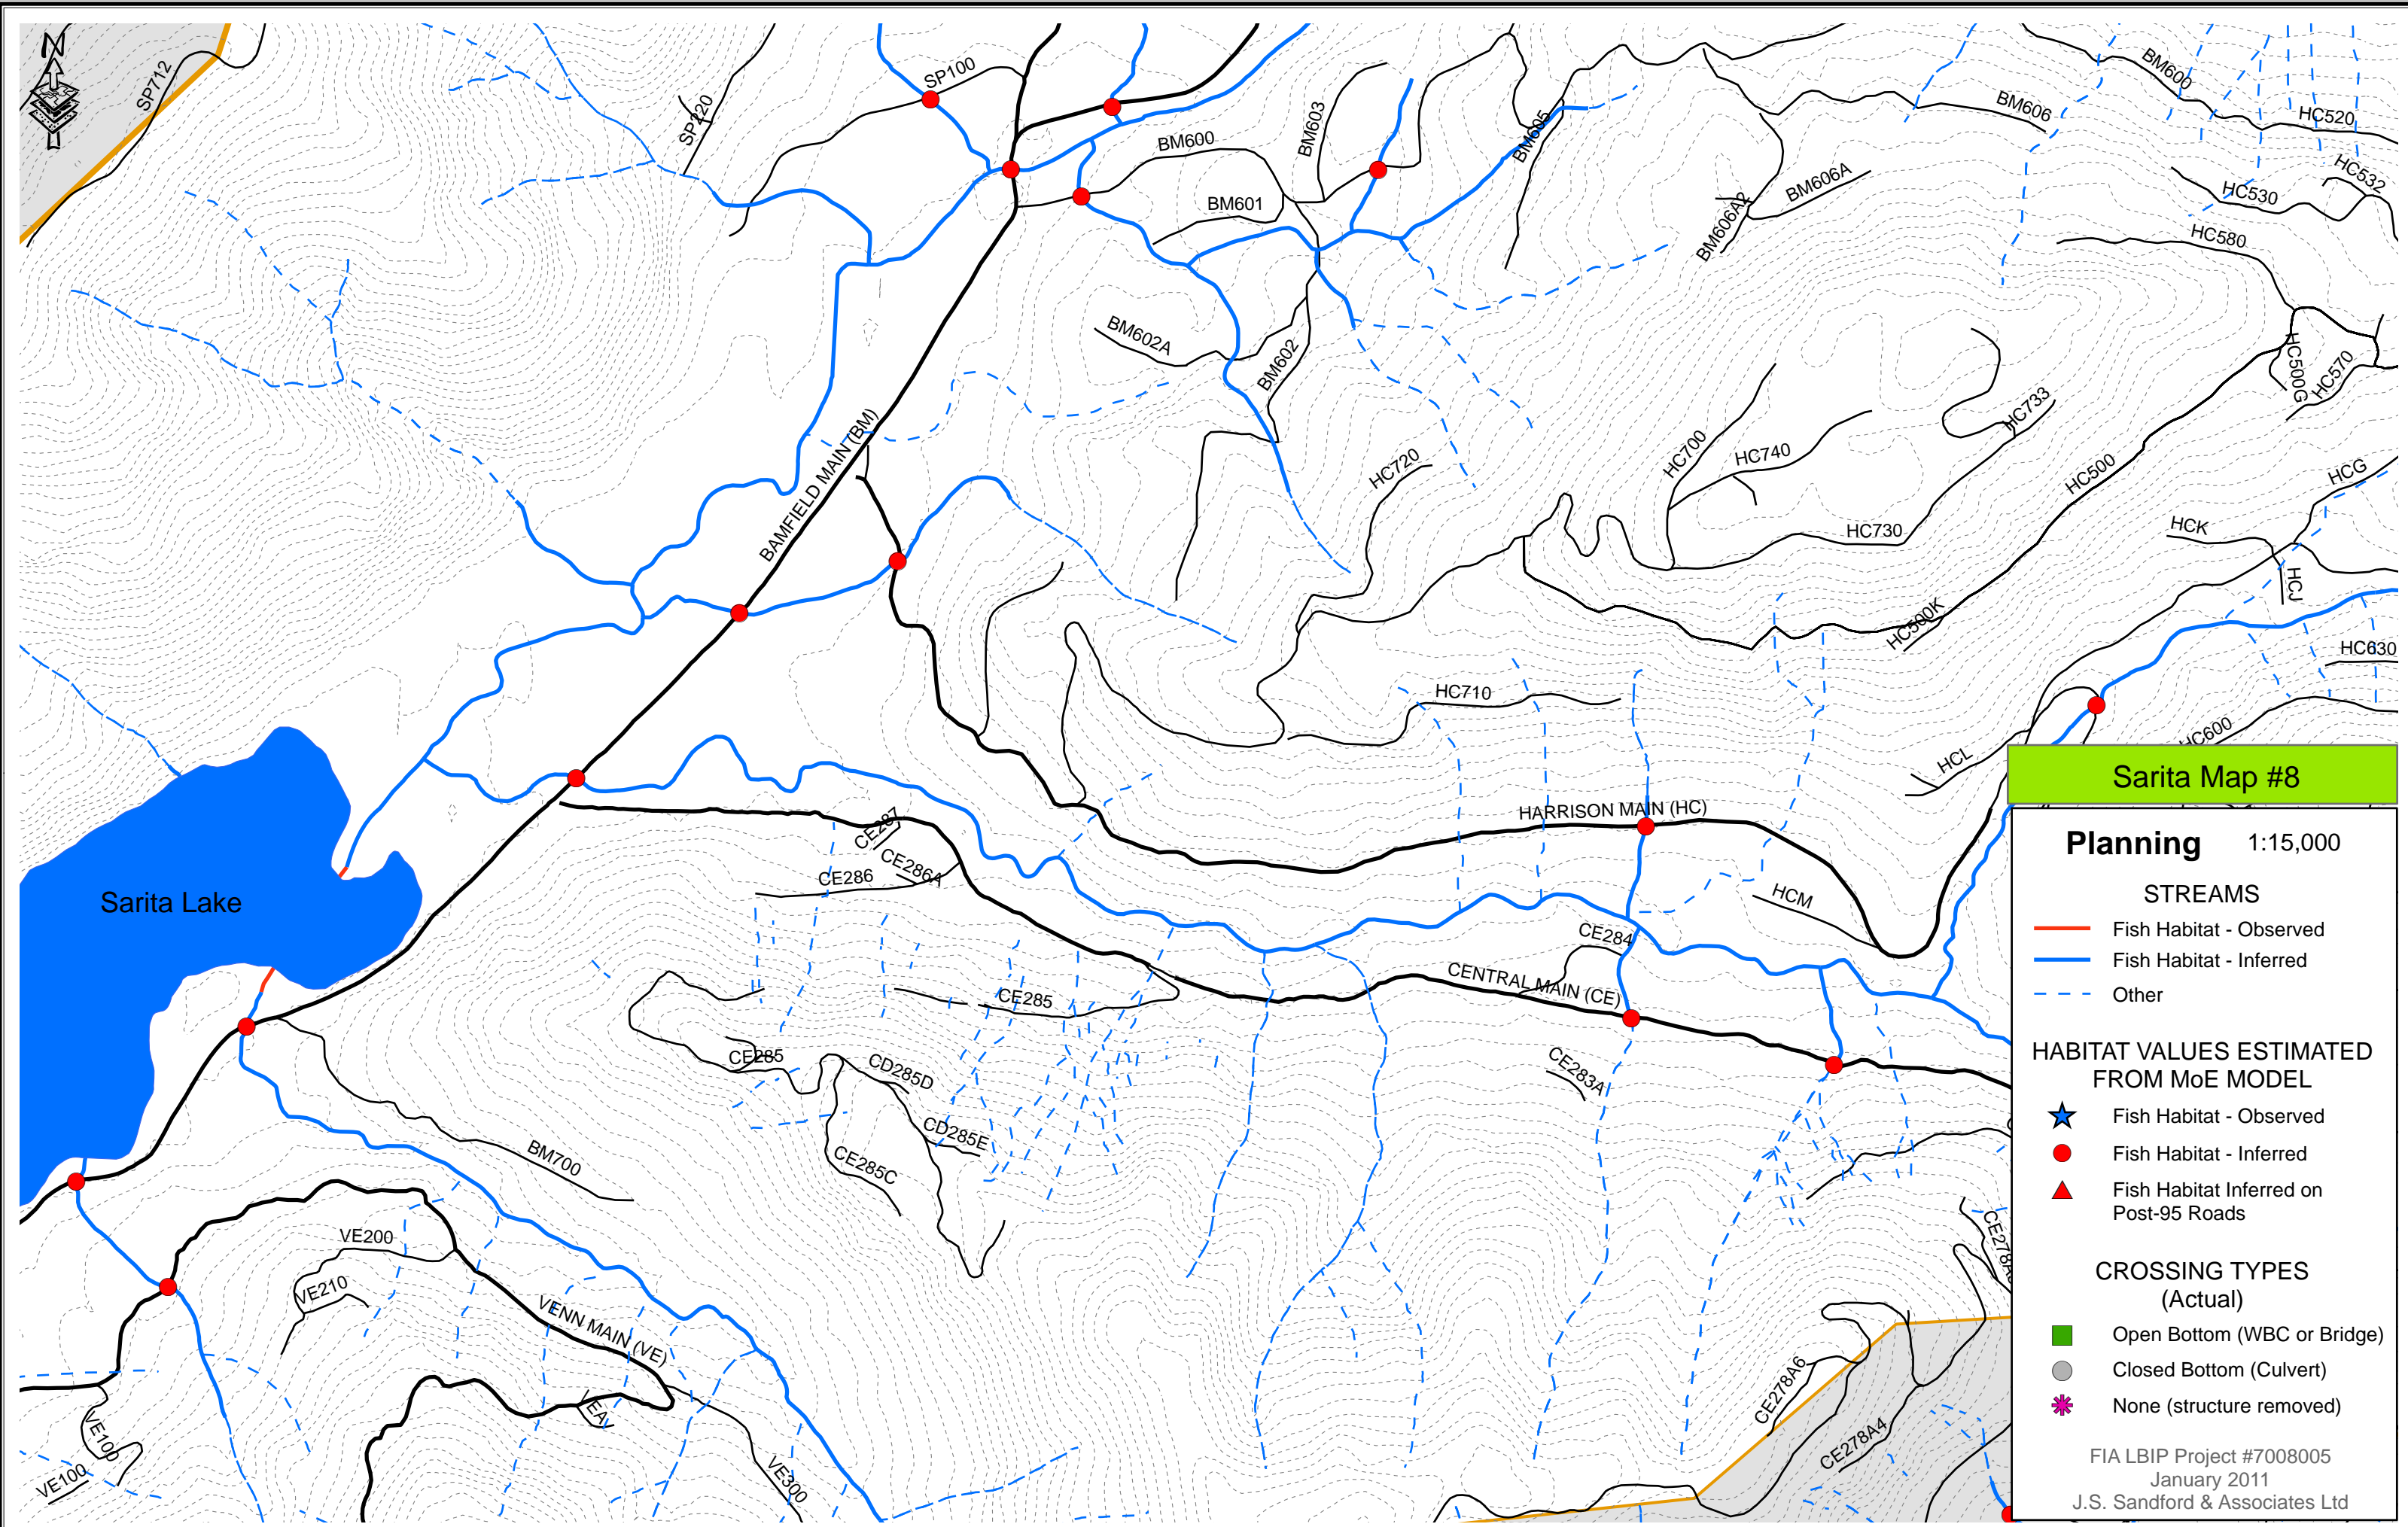 N
SP712
SP220
SP100
BM600
BM603
BM605
BM601
BM606
BM600
HC520
HC532
HC530
BM606A
BM606A2
HC580
BM602A
BM602
HC500G
HC570
BAMFIELD MAIN (BM)
HC720
HC700
HC740
HC733
HC730
HC500
HCG
HCK
HCJ
HC500K
HC630
HC710
HC600
HCL
HARRISON MAIN (HC)
CE287
CE286A
CE286
HCM
Sarita Lake
CE284
CENTRAL MAIN (CE)
CE285
CE285
CD285D
CE283A
CD285E
CE285C
BM700
VE200
VE210
VENN MAIN (VE)
VEA
VE100
VE100
VE300
CE278A6
CE278A4
Sarita Map #8
Planning 1:15,000
STREAMS
Fish Habitat - Observed
Fish Habitat - Inferred
Other
HABITAT VALUES ESTIMATED
FROM MoE MODEL
Fish Habitat - Observed
Fish Habitat - Inferred
Fish Habitat Inferred on
Post-95 Roads
CROSSING TYPES
(Actual)
Open Bottom (WBC or Bridge)
Closed Bottom (Culvert)
None (structure removed)
FIA LBIP Project #7008005
January 2011
J.S. Sandford & Associates Ltd